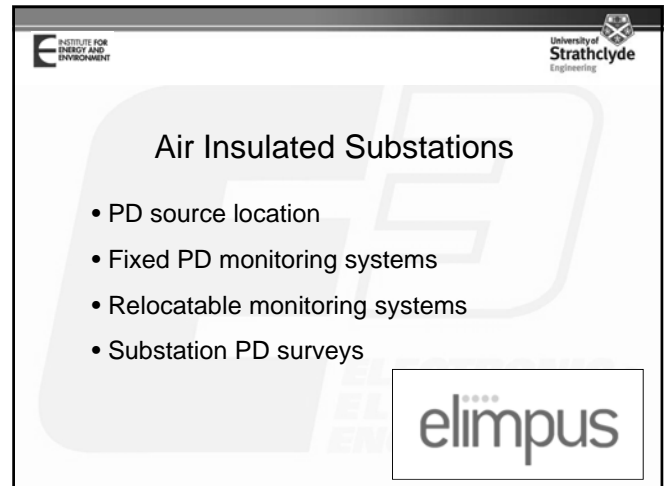 INSTITUTE FOR
ENERGY AND
ENVIRONMENT
University of
Strathclyde
Engineering
Air Insulated Substations
• PD source location
• Fixed PD monitoring systems
• Relocatable monitoring systems
• Substation PD surveys
elimpus